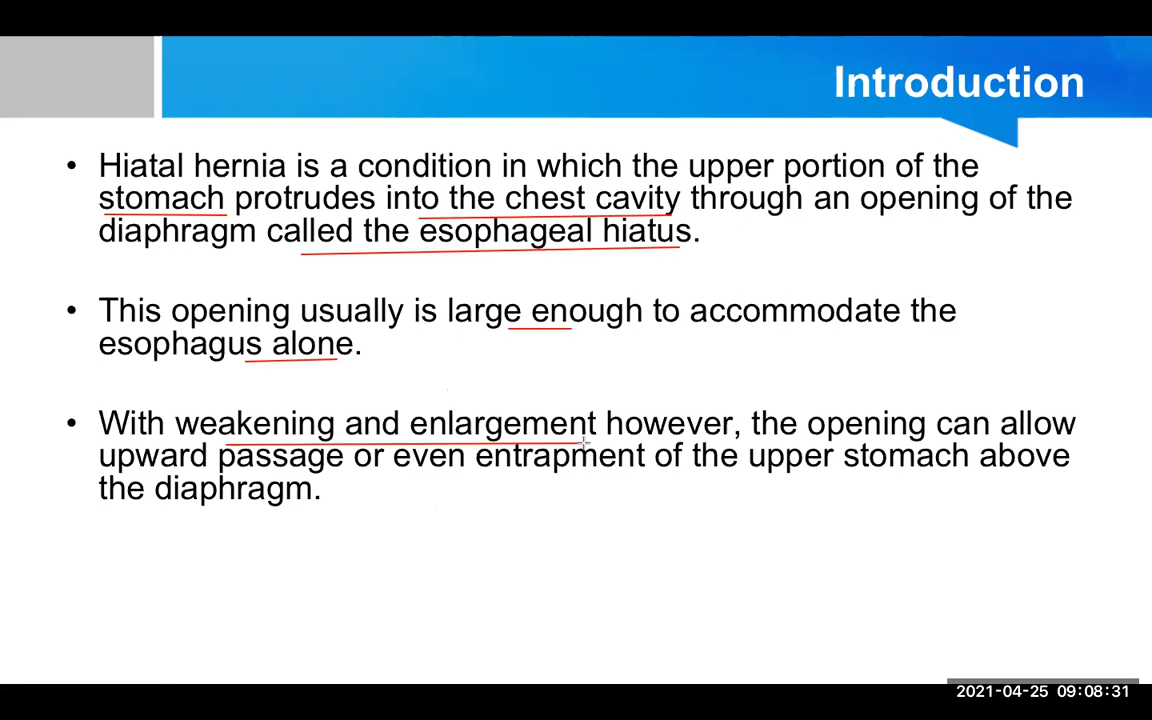 Introduction
• Hiatal hernia is a condition in which the upper portion of the
stomach protrudes into the chest cavity through an opening of the
diaphragm called the esophageal hiatus.
• This opening usually is large enough to accommodate the
esophagus alone.
• With weakening and enlargement however, the opening can allow
upward passage or even entrapment of the upper stomach above
the diaphragm.
2021-04-25 09:08:31